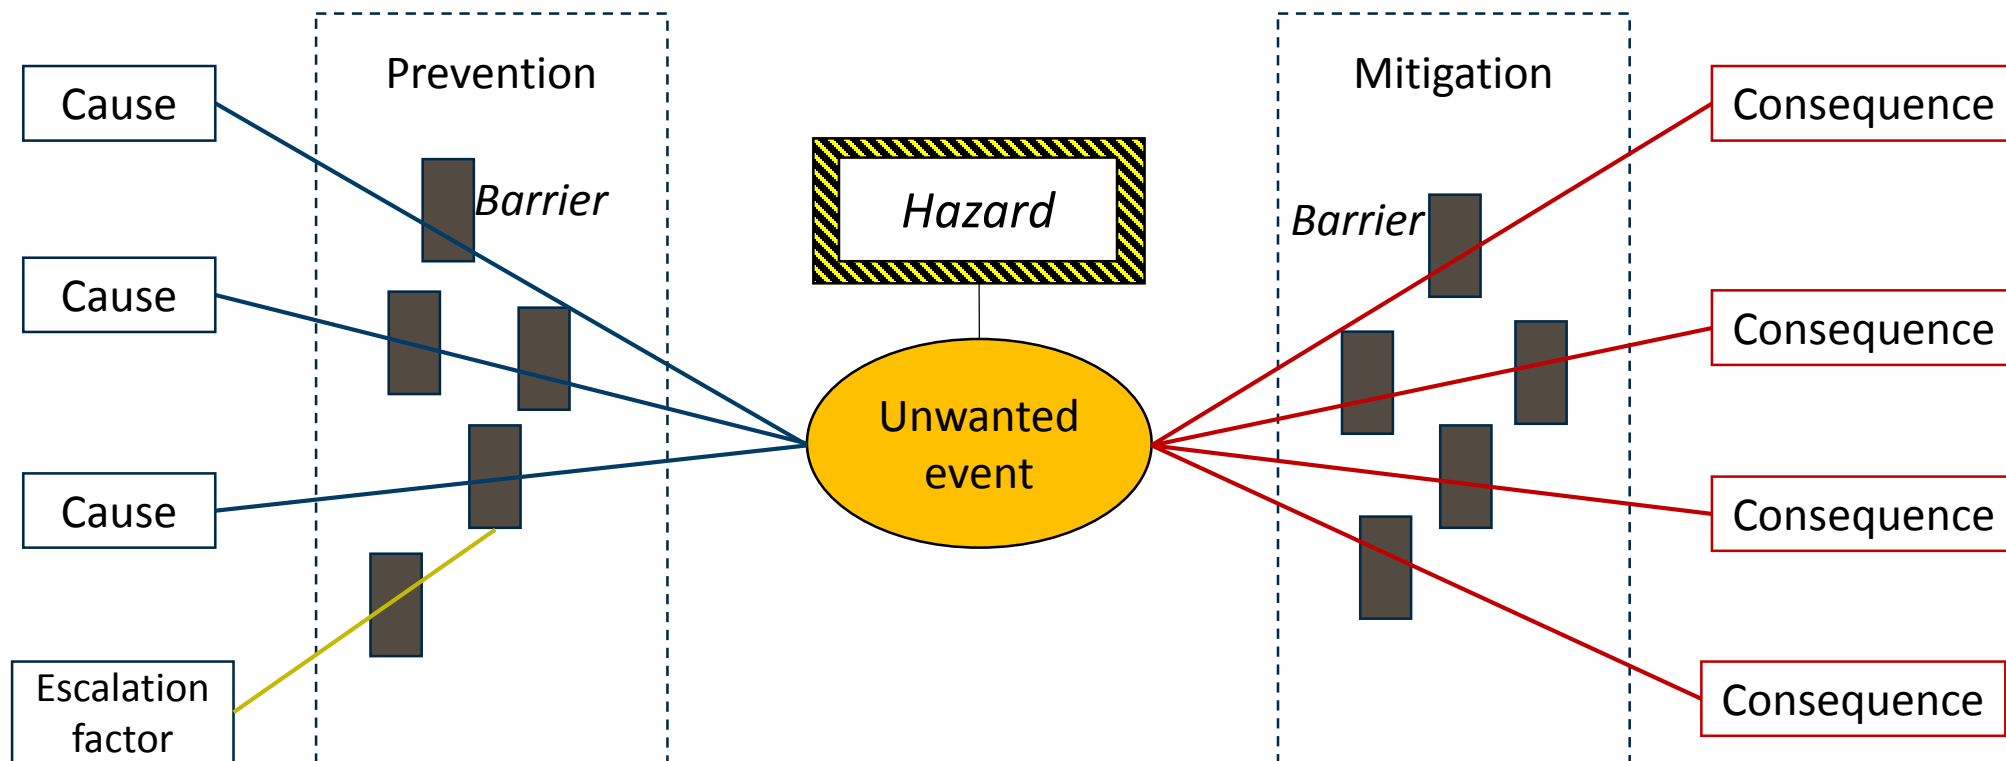 Prevention
Mitigation
Cause
Consequence
Barrier
Hazard
Barrier
Cause
Consequence
Unwanted
event
Cause
Consequence
Escalation
factor
Consequence